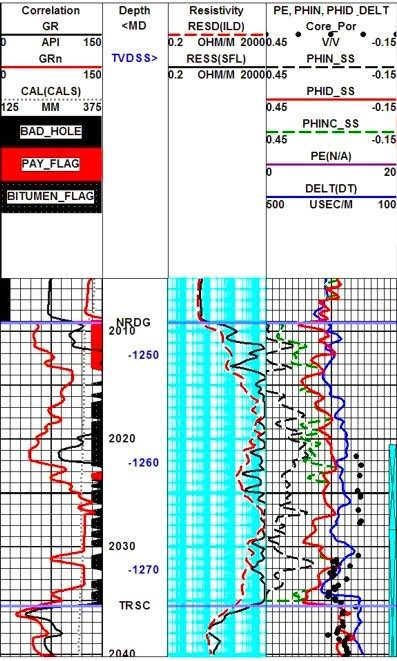 Correlation
GR
0 API 150
GRn
0 150
CAL(CALS)
125 MM 375
BAD_HOLE
PAY_FLAG
BITUMEN_FLAG
Depth
<MD
TVDSS>
Resistivity
RESD(ILD)
0.2 OHM/M 2000
RESS(SFL)
0.2 OHM/M 2000
PE, PHIN, PHID_DELT
Core_Por
0.45 V/V -0.15
PHIN_SS
0.45 -0.15
PHID_SS
0.45 -0.15
PHINC_SS
0.45 -0.15
PE(N/A)
0 20
DELT(DT)
500 USEC/M 100
NRDG
2010
-1250
2020
-1260
2030
-1270
TRSC
2040